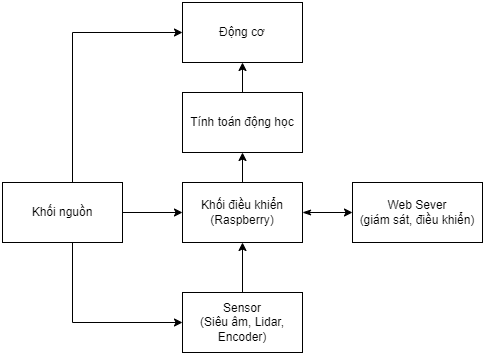 Động cơ
Tính toán động học
Khối nguồn
Khối điều khiển
(Raspberry)
Web Sever
(giám sát, điều khiển)
Sensor
(Siêu âm, Lidar,
Encoder)